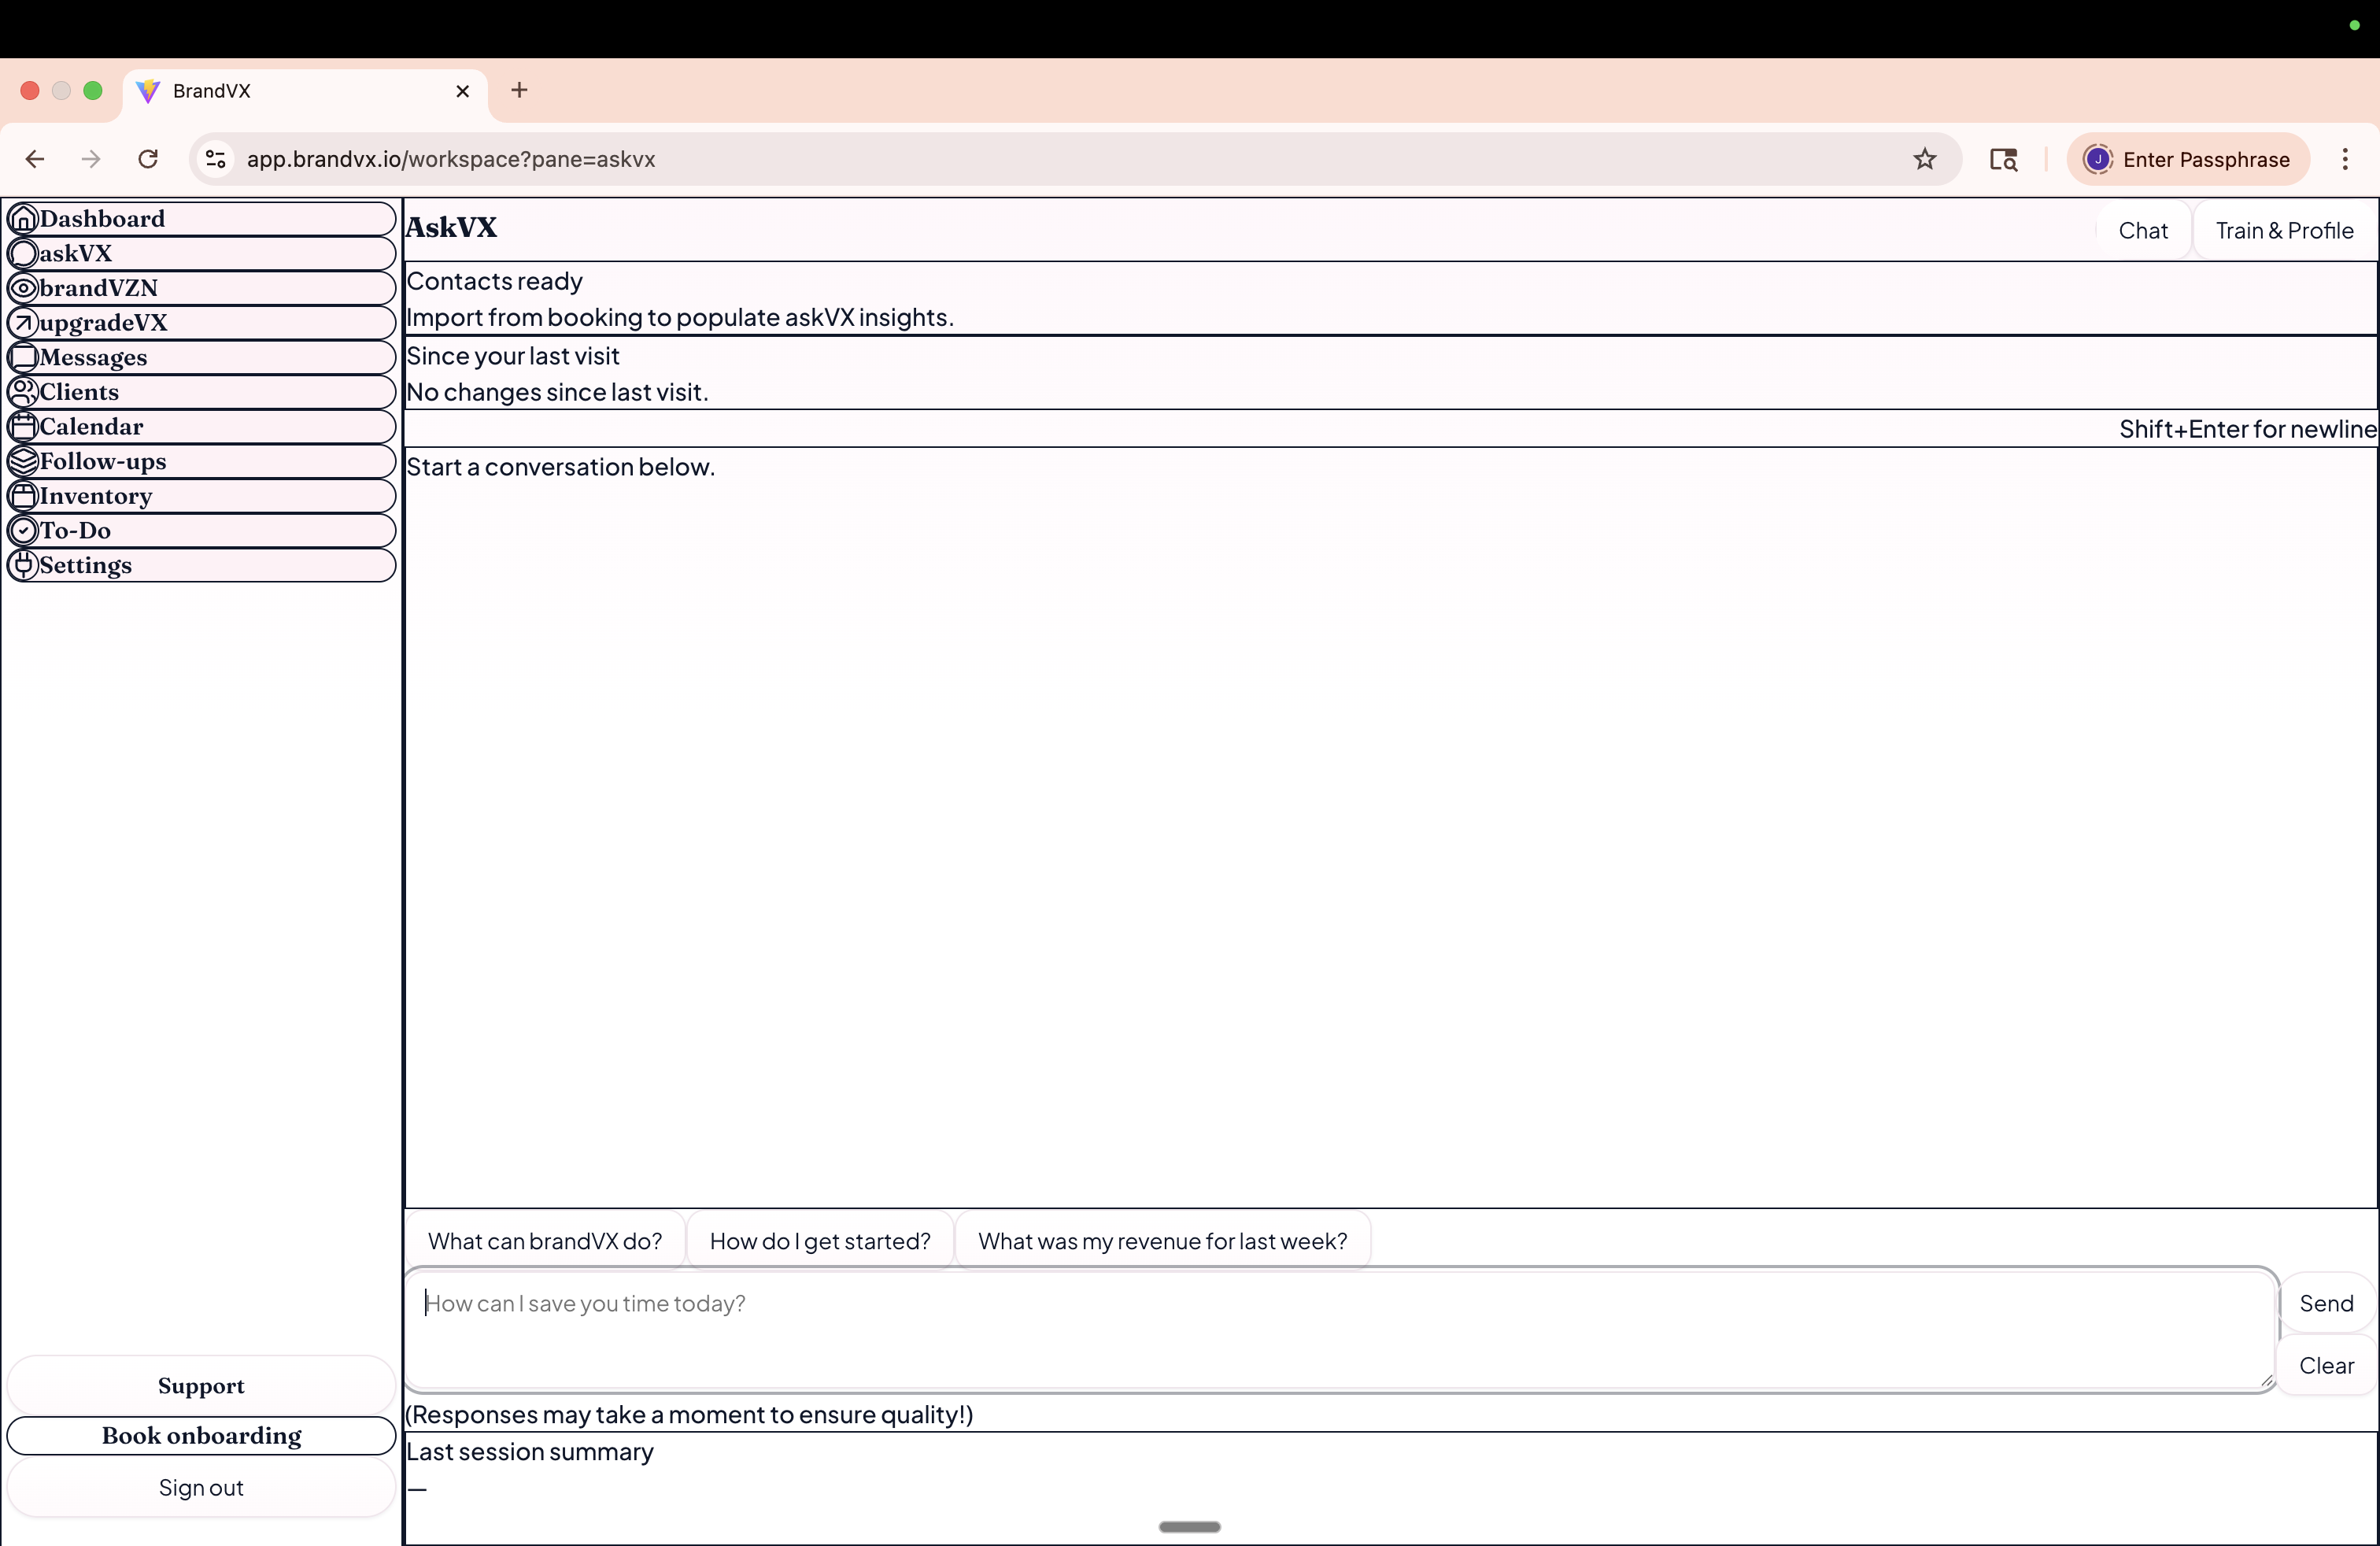 BrandVX
app.brandvx.io/workspace?pane=askvx
J
Enter Passphrase
Dashboard
askVX
brandVZN
upgradeVX
Messages
Clients
Calendar
Follow-ups
Inventory
To-Do
Settings
Support
Book onboarding
Sign out
AskVX
Chat
Train & Profile
Contacts ready
Import from booking to populate askVX insights.
Since your last visit
No changes since last visit.
Shift+Enter for newline
Start a conversation below.
What can brandVX do?
How do I get started?
What was my revenue for last week?
How can I save you time today?
Send
Clear
(Responses may take a moment to ensure quality!)
Last session summary
—